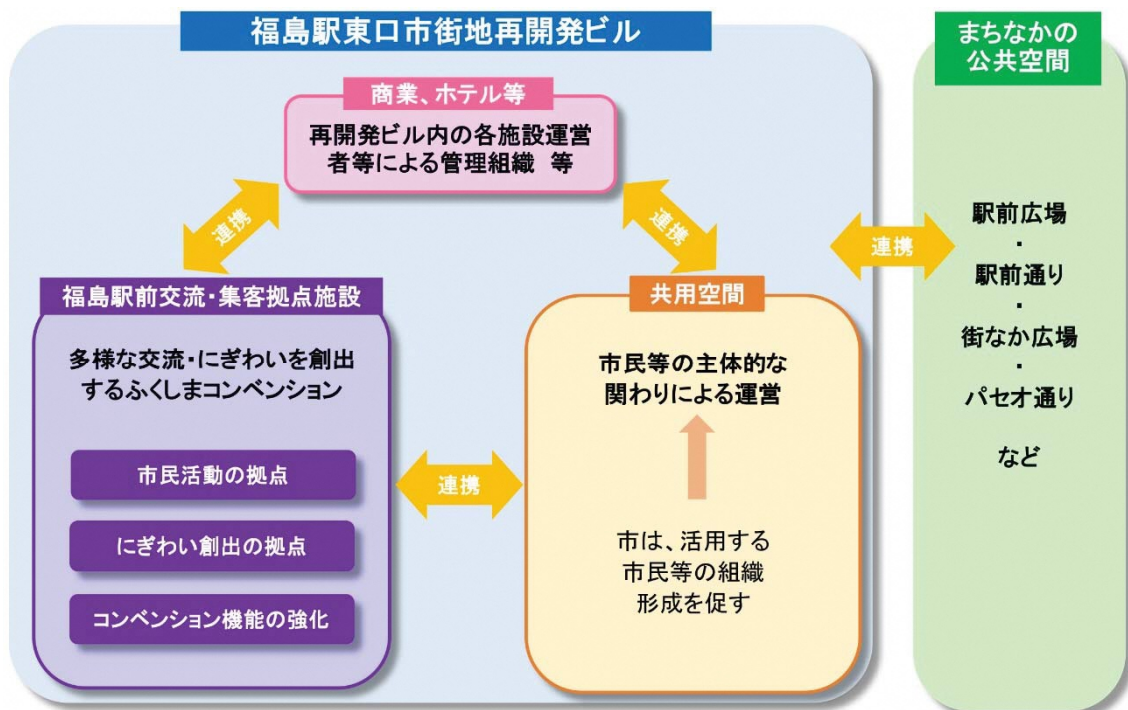 福島駅東口市街地再開発ビル
商業、ホテル等
再開発ビル内の各施設運営
者等による管理組織 等
連携
連携
福島駅前交流・集客拠点施設
多様な交流・にぎわいを創出
するふくしまコンベンション
市民活動の拠点
にぎわい創出の拠点
コンベンション機能の強化
連携
共用空間
市民等の主体的な
関わりによる運営
市は、活用する
市民等の組織
形成を促す
連携
まちなかの
公共空間
駅前広場
・
駅前通り
・
街なか広場
・
パセオ通り
など